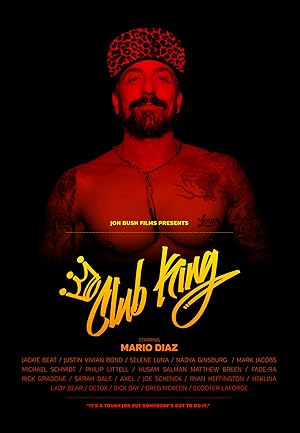 JON BUSH FILMS PRESENTS
Club King
STARRING
MARIO DIAZ
JACKIE BEAT / JUSTIN VIVIAN BOND / SELENE LUNA / NADYA GINSBURG / MARK JACOBS
MICHAEL SCHMIDT / PHILIP LITTELL / HUSAM SALMAN MATTHEW BREEN / FADE-RA
RICK GRADONE / SARAH DALE / AXEL / JOE SCHENCK / RYAN HEFFINGTON / HEKLINA
LADY BEAR / DETOX / DICK DAY / GREG MCKEON / SCOOTER LAFORGE
"IT'S A TOUGH JOB BUT SOMEBODY'S GOT TO DO IT."